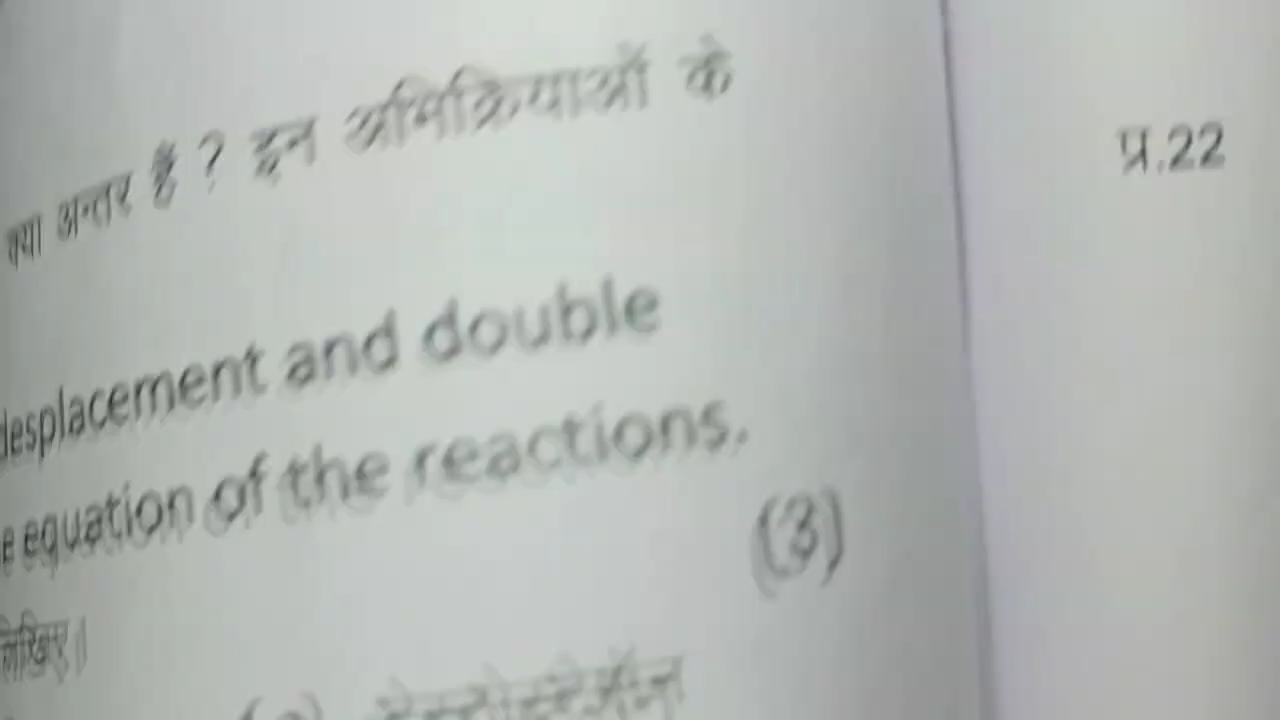 क्या अन्तर है ? इन अभिक्रियाओं के
desplacement and double
e equation of the reactions.
(3)
लिखिए।
प्र.22